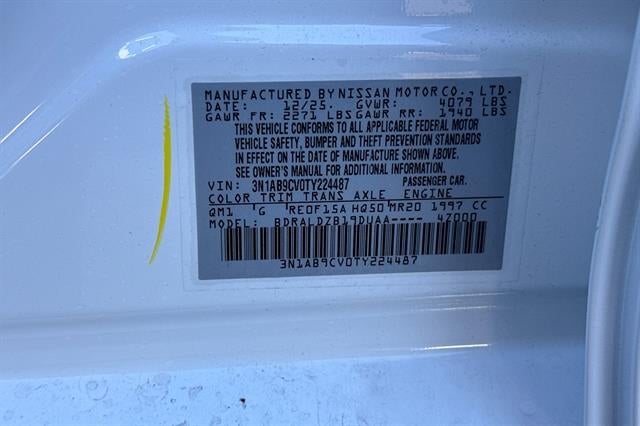 MANUFACTURED BY NISSAN MOTOR CO., LTD.
DATE: 12/25. GVWR: 4079 LBS
GAWR FR: 2271 LBS GAWR RR: 1940 LBS
THIS VEHICLE CONFORMS TO ALL APPLICABLE FEDERAL MOTOR
VEHICLE SAFETY, BUMPER AND THEFT PREVENTION STANDARDS
IN EFFECT ON THE DATE OF MANUFACTURE SHOWN ABOVE.
SEE OWNER'S MANUAL FOR ADDITIONAL INFORMATION.
VIN: 3N1AB9CV0TY224487 PASSENGER CAR.
COLOR TRIM TRANS AXLE ENGINE
QM1 G RE0F15A HQ50 MR20 1997 CC
MODEL: BDRALDZB19DUAA---- 4Z000
3N1AB9CV0TY224487